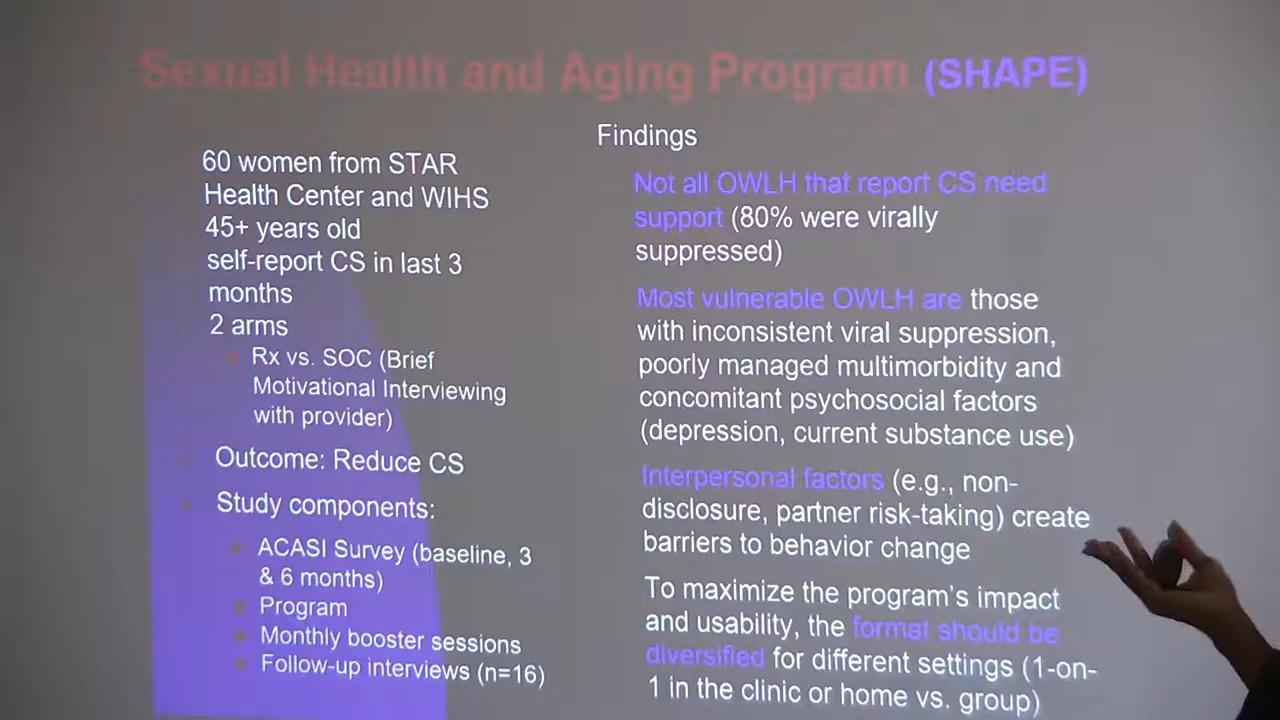 Sexual Health and Aging Program (SHAPE)
60 women from STAR
Health Center and WIHS
45+ years old
self-report CS in last 3
months
2 arms
Rx vs. SOC (Brief
Motivational Interviewing
with provider)
Outcome: Reduce CS
Study components:
ACASI Survey (baseline, 3
& 6 months)
Program
Monthly booster sessions
Follow-up interviews (n=16)
Findings
Not all OWLH that report CS need
support (80% were virally
suppressed)
Most vulnerable OWLH are those
with inconsistent viral suppression,
poorly managed multimorbidity and
concomitant psychosocial factors
(depression, current substance use)
Interpersonal factors (e.g., non-
disclosure, partner risk-taking) create
barriers to behavior change
To maximize the program's impact
and usability, the format should be
diversified for different settings (1-on-
1 in the clinic or home vs. group)